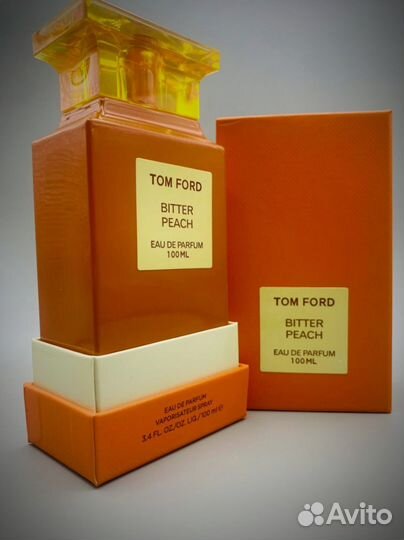 TOM FORD
BITTER
PEACH
EAU DE PARFUM
100ML
EAU DE PARFUM
VAPORISATEUR SPRAY
3.4 FL. OZ./OZ. LIQ./100 ml ℮
TOM FORD
BITTER
PEACH
EAU DE PARFUM
100ML
Avito